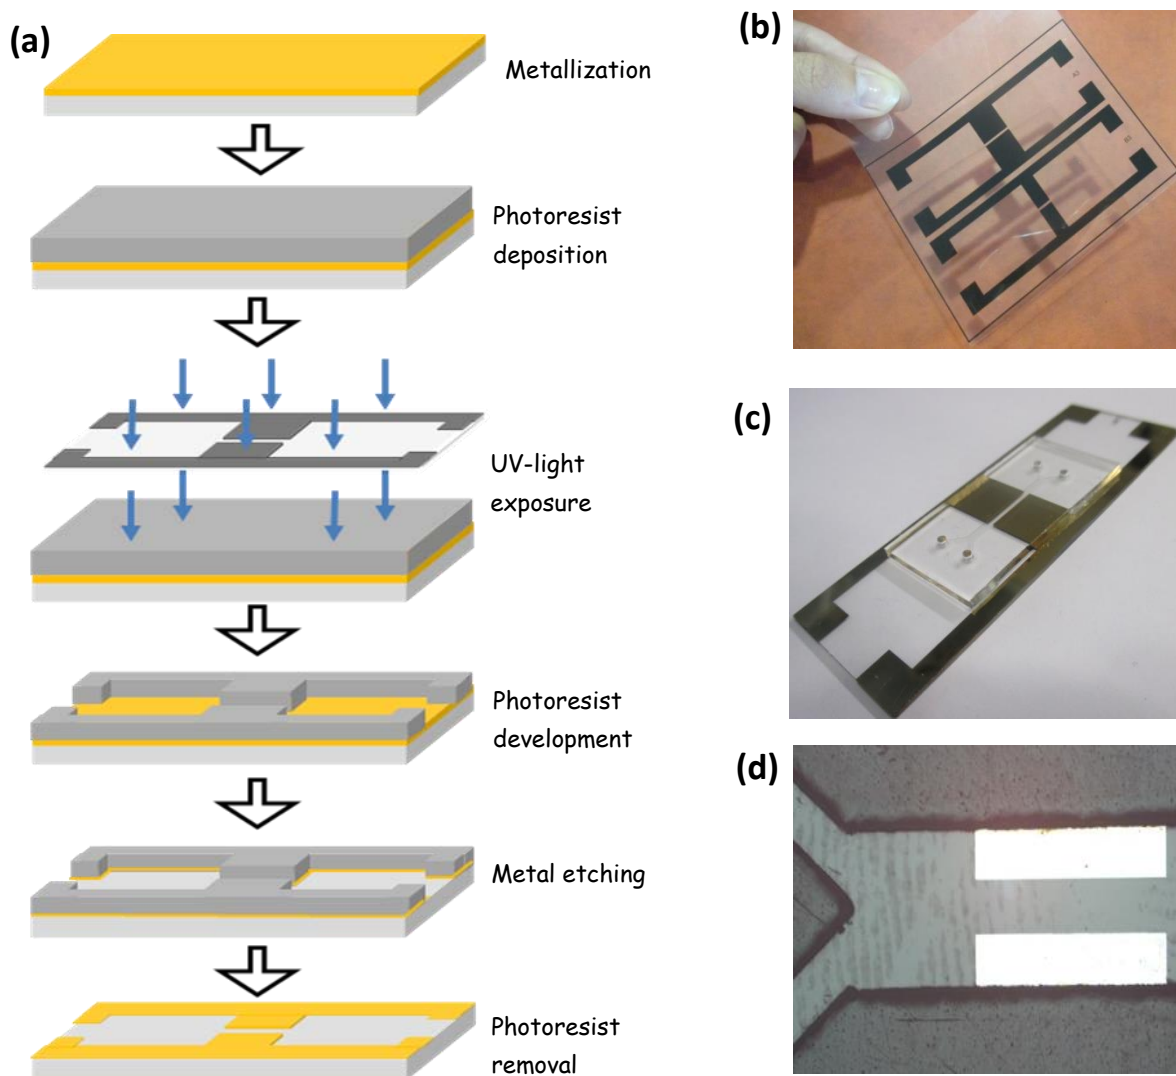 (a)
Metallization
Photoresist
deposition
UV-light
exposure
Photoresist
development
Metal etching
Photoresist
removal
(b)
(c)
(d)